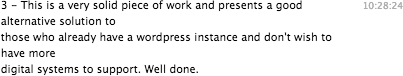 3 - This is a very solid piece of work and presents a good 10:28:24
alternative solution to
those who already have a wordpress instance and don't wish to
have more
digital systems to support. Well done.